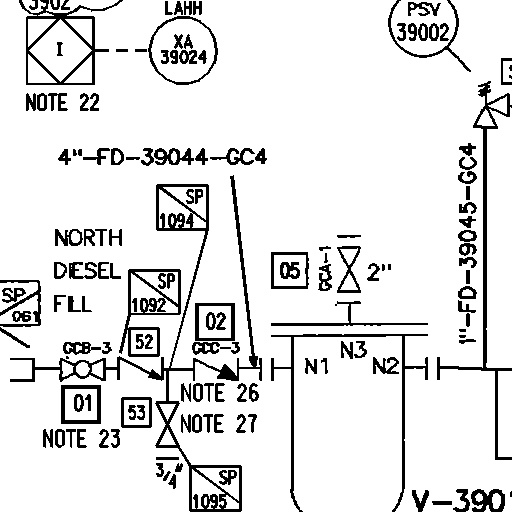 LAHH
I
XA
39024
NOTE 22
PSV
39002
4"-FD-39044-GC4
SP
1094
NORTH
DIESEL
FILL
SP
061
SP
1092
05
GCA-1
2"
1"-FD-39045-GC4
02
52
GCB-3
GCC-3
N1
N3
N2
01
NOTE 23
53
NOTE 26
NOTE 27
3/4"
SP
1095
V-390